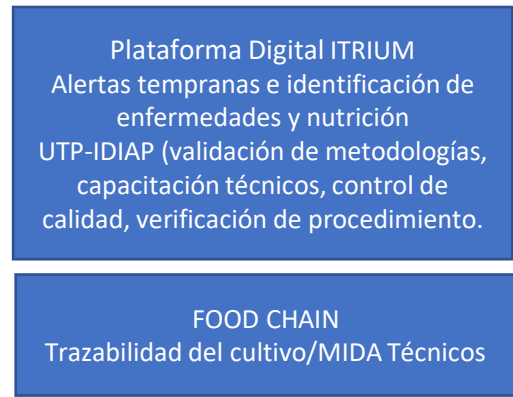 Plataforma Digital ITRIUM
Alertas tempranas e identificación de
enfermedades y nutrición
UTP-IDIAP (validación de metodologías,
capacitación técnicos, control de
calidad, verificación de procedimiento.
FOOD CHAIN
Trazabilidad del cultivo/MIDA Técnicos